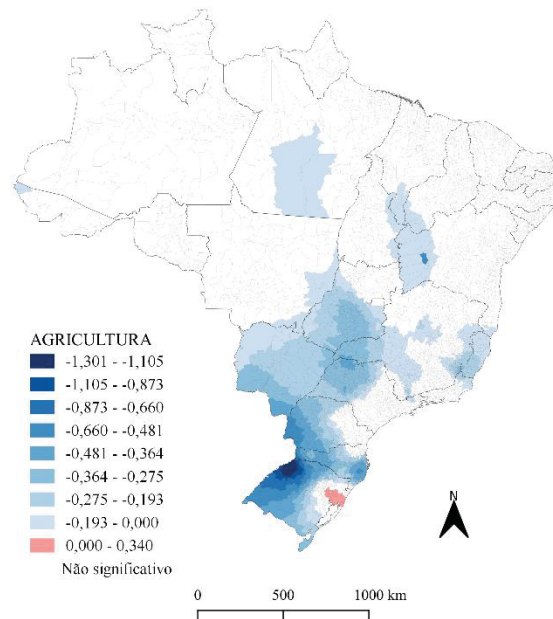 AGRICULTURA
-1,301 - -1,105
-1,105 - -0,873
-0,873 - -0,660
-0,660 - -0,481
-0,481 - -0,364
-0,364 - -0,275
-0,275 - -0,193
-0,193 - 0,000
0,000 - 0,340
Não significativo
N
0 500 1000 km